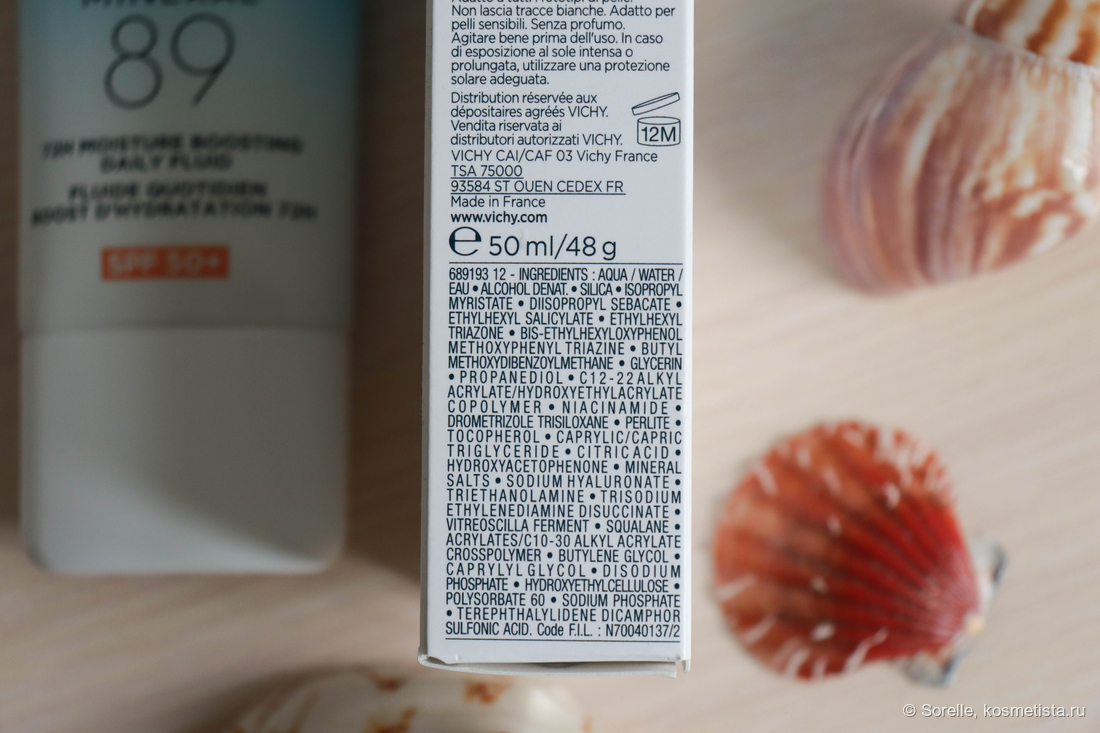 MINERAL
89
72H MOISTURE BOOSTING
DAILY FLUID
FLUIDE QUOTIDIEN
BOOST D'HYDRATATION 72H
SPF 50+
Non lascia tracce bianche. Adatto per
pelli sensibili. Senza profumo.
Agitare bene prima dell'uso. In caso
di esposizione al sole intensa o
prolungata, utilizzare una protezione
solare adeguata.
Distribution réservée aux
dépositaires agréés VICHY.
Vendita riservata ai
distributori autorizzati VICHY.
12M
VICHY CAI/CAF 03 Vichy France
TSA 75000
93584 ST OUEN CEDEX FR
Made in France
www.vichy.com
℮ 50 ml/48 g
689193 12 - INGREDIENTS : AQUA / WATER /
EAU • ALCOHOL DENAT. • SILICA • ISOPROPYL
MYRISTATE • DIISOPROPYL SEBACATE •
ETHYLHEXYL SALICYLATE • ETHYLHEXYL
TRIAZONE • BIS-ETHYLHEXYLOXYPHENOL
METHOXYPHENYL TRIAZINE • BUTYL
METHOXYDIBENZOYLMETHANE • GLYCERIN
• PROPANEDIOL • C12-22 ALKYL
ACRYLATE/HYDROXYETHYLACRYLATE
COPOLYMER • NIACINAMIDE •
DROMETRIZOLE TRISILOXANE • PERLITE •
TOCOPHEROL • CAPRYLIC/CAPRIC
TRIGLYCERIDE • CITRIC ACID •
HYDROXYACETOPHENONE • MINERAL
SALTS • SODIUM HYALURONATE •
TRIETHANOLAMINE • TRISODIUM
ETHYLENEDIAMINE DISUCCINATE •
VITREOSCILLA FERMENT • SQUALANE •
ACRYLATES/C10-30 ALKYL ACRYLATE
CROSSPOLYMER • BUTYLENE GLYCOL •
CAPRYLYL GLYCOL • DISODIUM
PHOSPHATE • HYDROXYETHYLCELLULOSE •
POLYSORBATE 60 • SODIUM PHOSPHATE
• TEREPHTHALYLIDENE DICAMPHOR
SULFONIC ACID. Code F.I.L. : N70040137/2
© Sorelle, kosmetista.ru